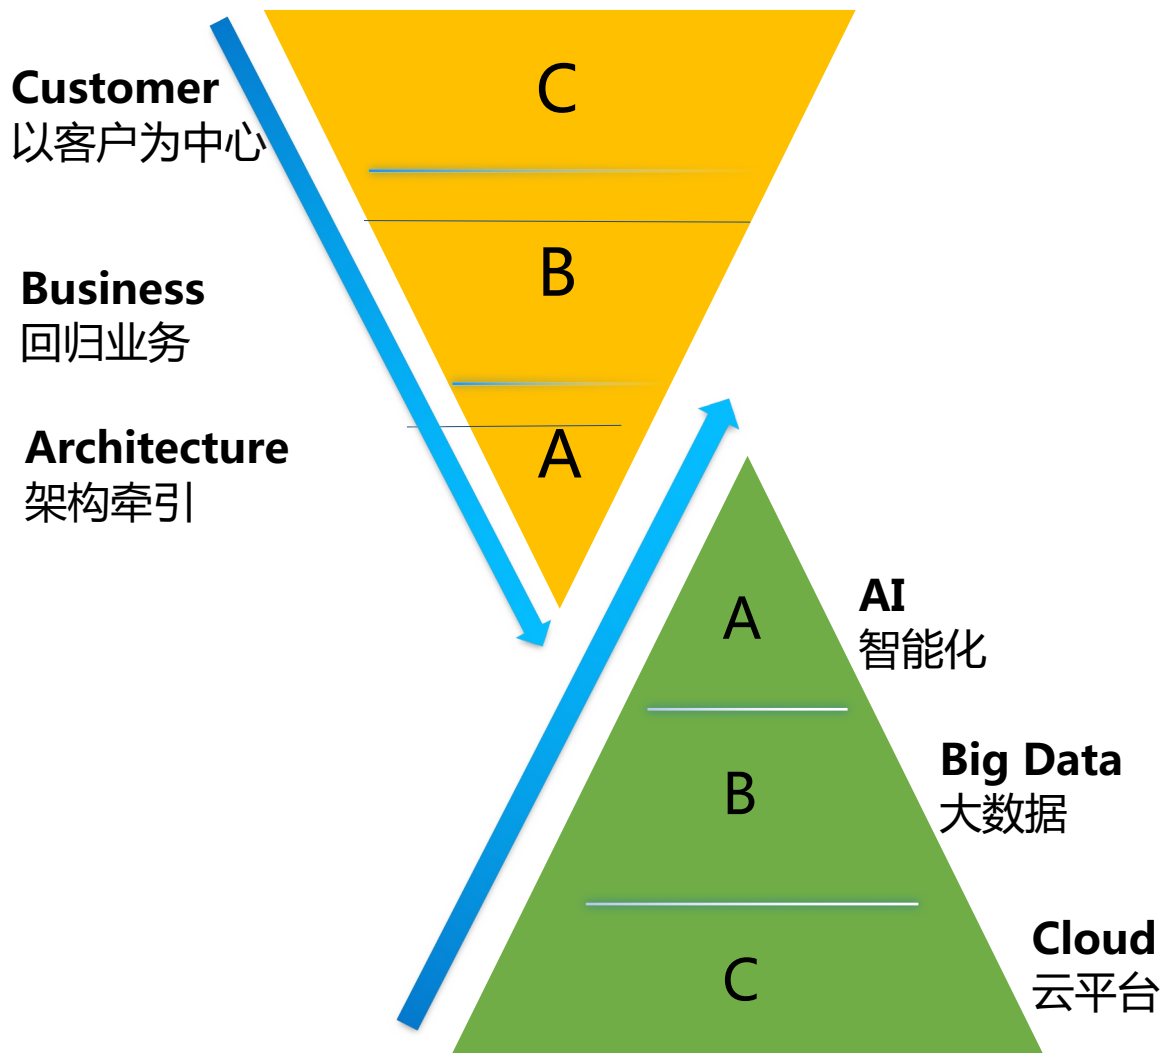 Customer
以客户为中心
C
Business
回归业务
B
Architecture
架构牵引
A
A
AI
智能化
B
Big Data
大数据
C
Cloud
云平台